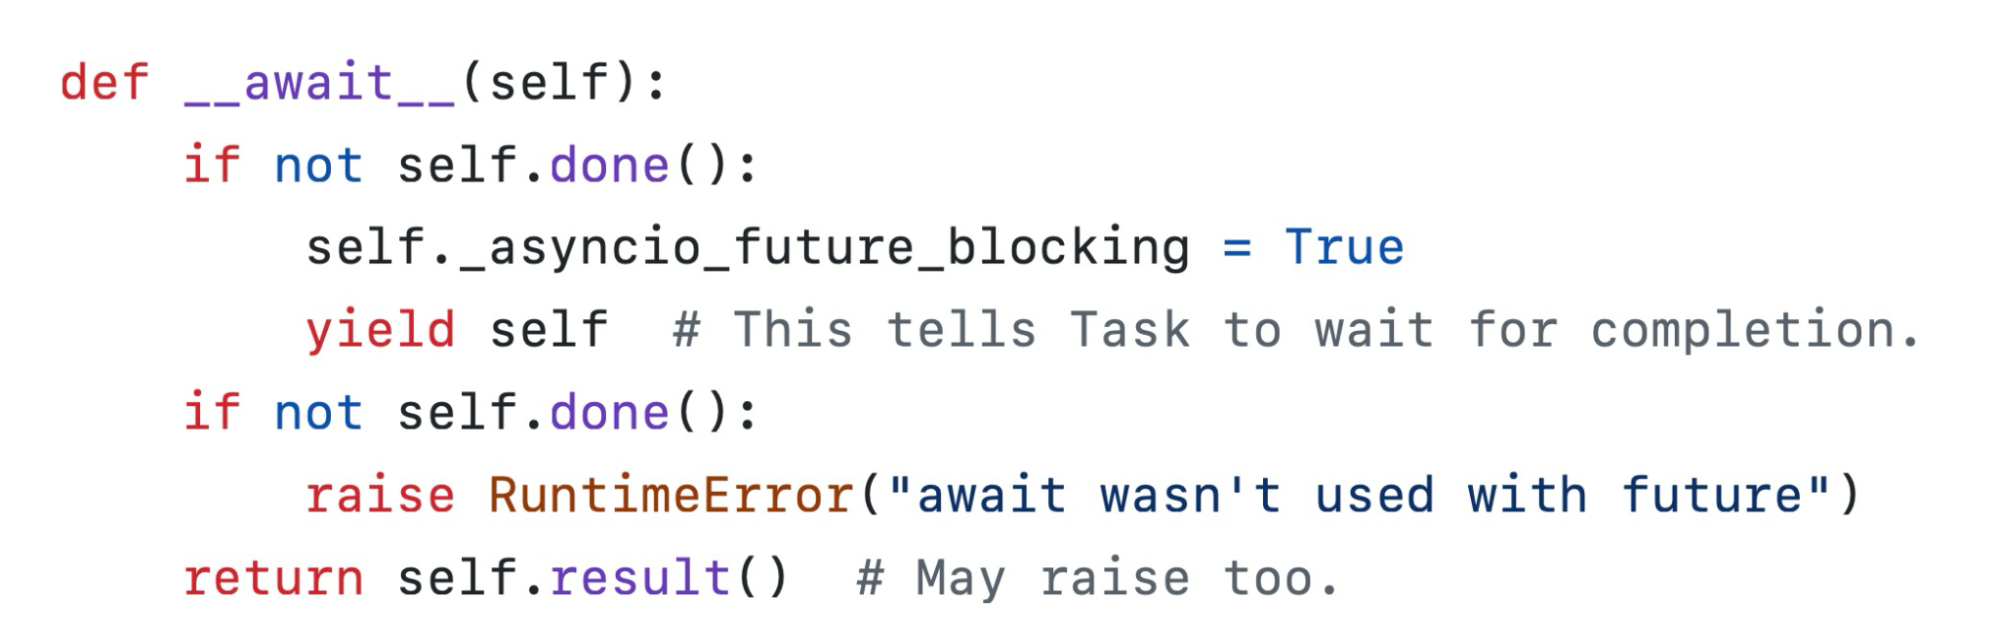 def __await__(self):
    if not self.done():
        self._asyncio_future_blocking = True
        yield self  # This tells Task to wait for completion.
    if not self.done():
        raise RuntimeError("await wasn't used with future")
    return self.result()  # May raise too.